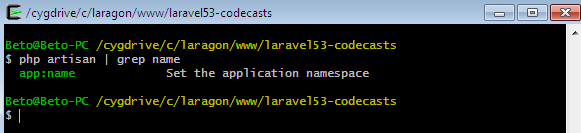 /cygdrive/c/laragon/www/laravel53-codecasts
Beto@Beto-PC /cygdrive/c/laragon/www/laravel53-codecasts
$ php artisan | grep name
app:name Set the application namespace
Beto@Beto-PC /cygdrive/c/laragon/www/laravel53-codecasts
$